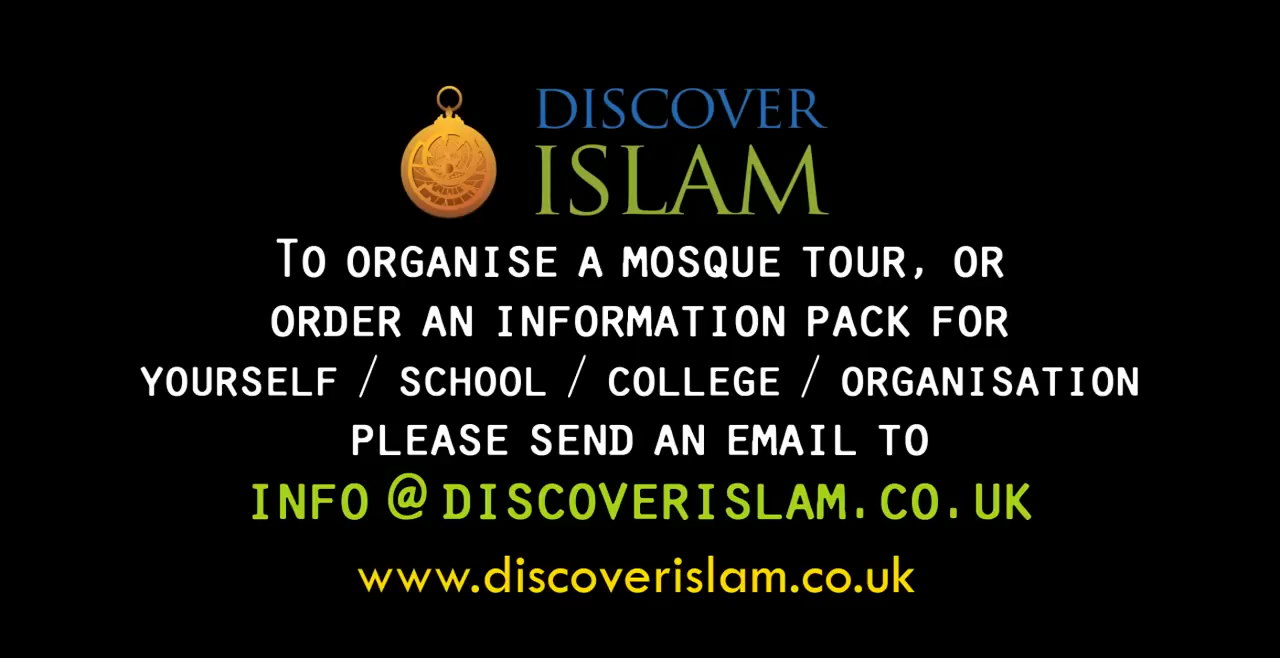 DISCOVER
ISLAM
TO ORGANISE A MOSQUE TOUR, OR
ORDER AN INFORMATION PACK FOR
YOURSELF / SCHOOL / COLLEGE / ORGANISATION
PLEASE SEND AN EMAIL TO
INFO@DISCOVERISLAM.CO.UK
www.discoverislam.co.uk